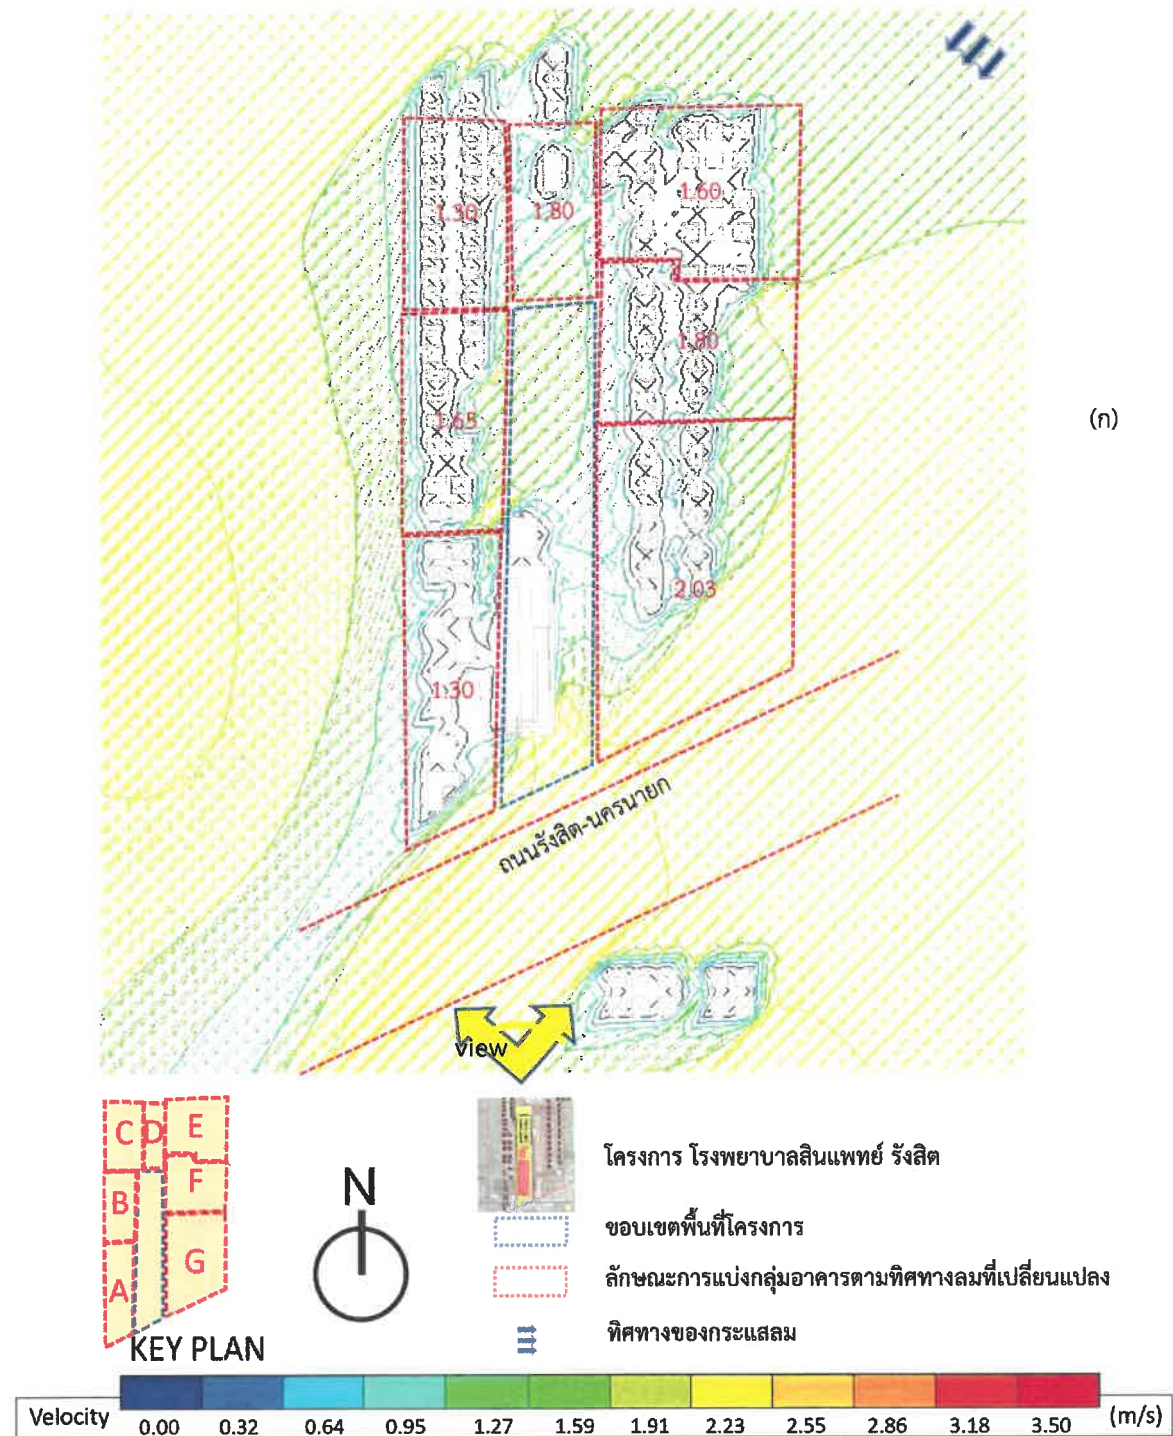 1.30
1.80
1.60
1.80
(ก)
1.65
2.03
1.30
ถนนรังสิต-นครนายก
view
C D E
B F
A G
KEY PLAN
N
โครงการ โรงพยาบาลสินแพทย์ รังสิต
ขอบเขตพื้นที่โครงการ
ลักษณะการแบ่งกลุ่มอาคารตามทิศทางลมที่เปลี่ยนแปลง
ทิศทางของกระแสลม
Velocity 0.00 0.32 0.64 0.95 1.27 1.59 1.91 2.23 2.55 2.86 3.18 3.50 (m/s)